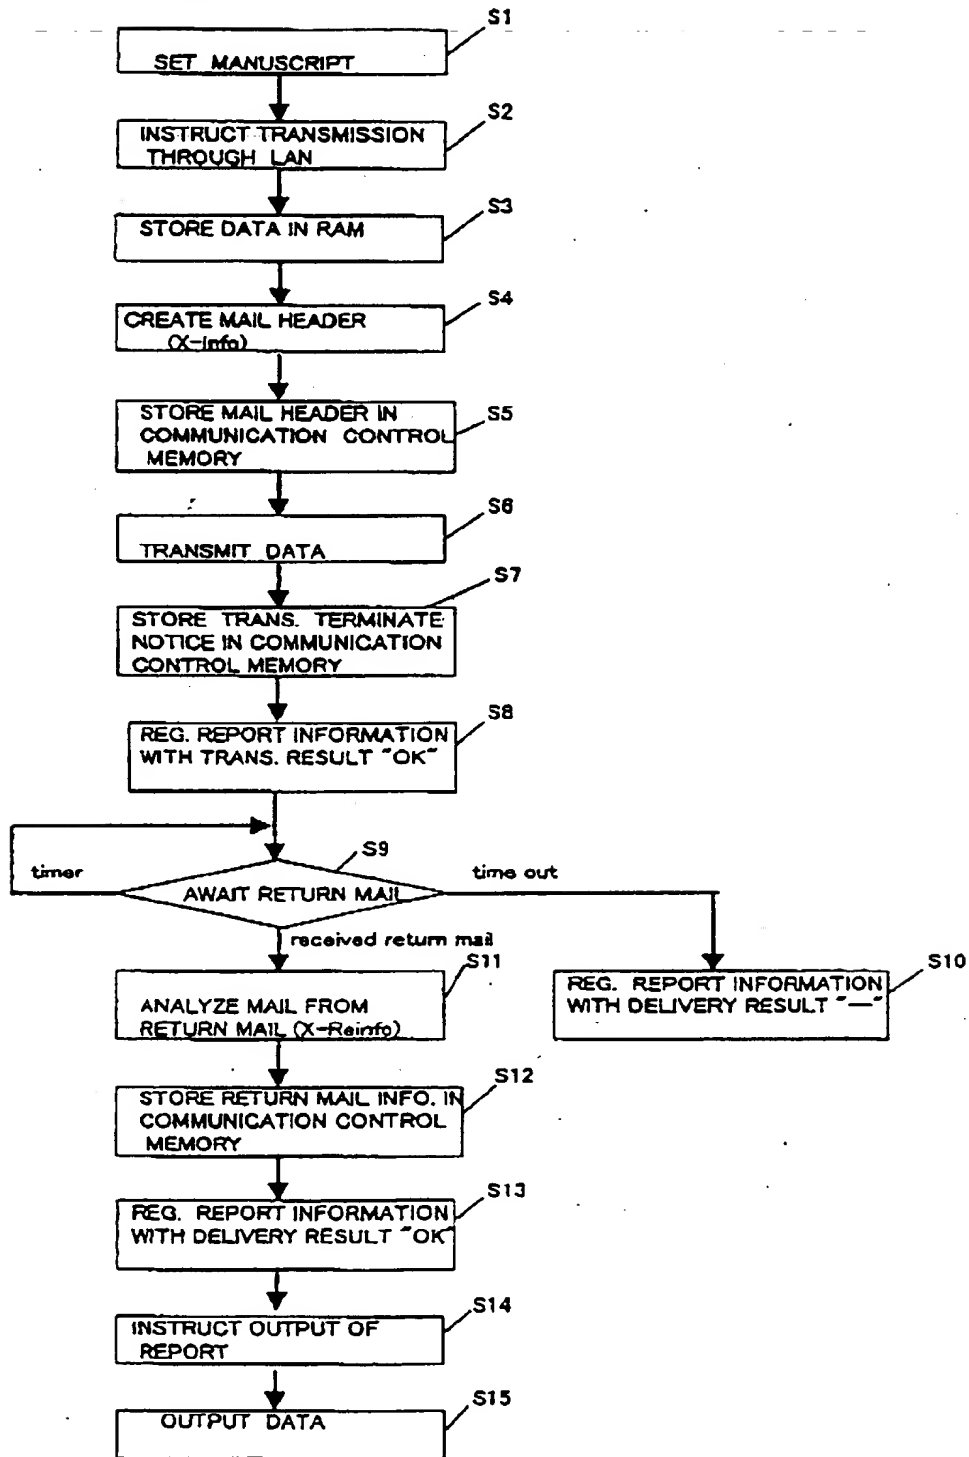 S1
SET MANUSCRIPT
S2
INSTRUCT TRANSMISSION
THROUGH LAN
S3
STORE DATA IN RAM
S4
CREATE MAIL HEADER
(X-info)
S5
STORE MAIL HEADER IN
COMMUNICATION CONTROL
MEMORY
S6
TRANSMIT DATA
S7
STORE TRANS. TERMINATE
NOTICE IN COMMUNICATION
CONTROL MEMORY
S8
REG. REPORT INFORMATION
WITH TRANS. RESULT "OK"
S9
timer
AWAIT RETURN MAIL
time out
received return mail
S10
REG. REPORT INFORMATION
WITH DELIVERY RESULT "—"
S11
ANALYZE MAIL FROM
RETURN MAIL (X-Reinfo)
S12
STORE RETURN MAIL INFO. IN
COMMUNICATION CONTROL
MEMORY
S13
REG. REPORT INFORMATION
WITH DELIVERY RESULT "OK"
S14
INSTRUCT OUTPUT OF
REPORT
S15
OUTPUT DATA